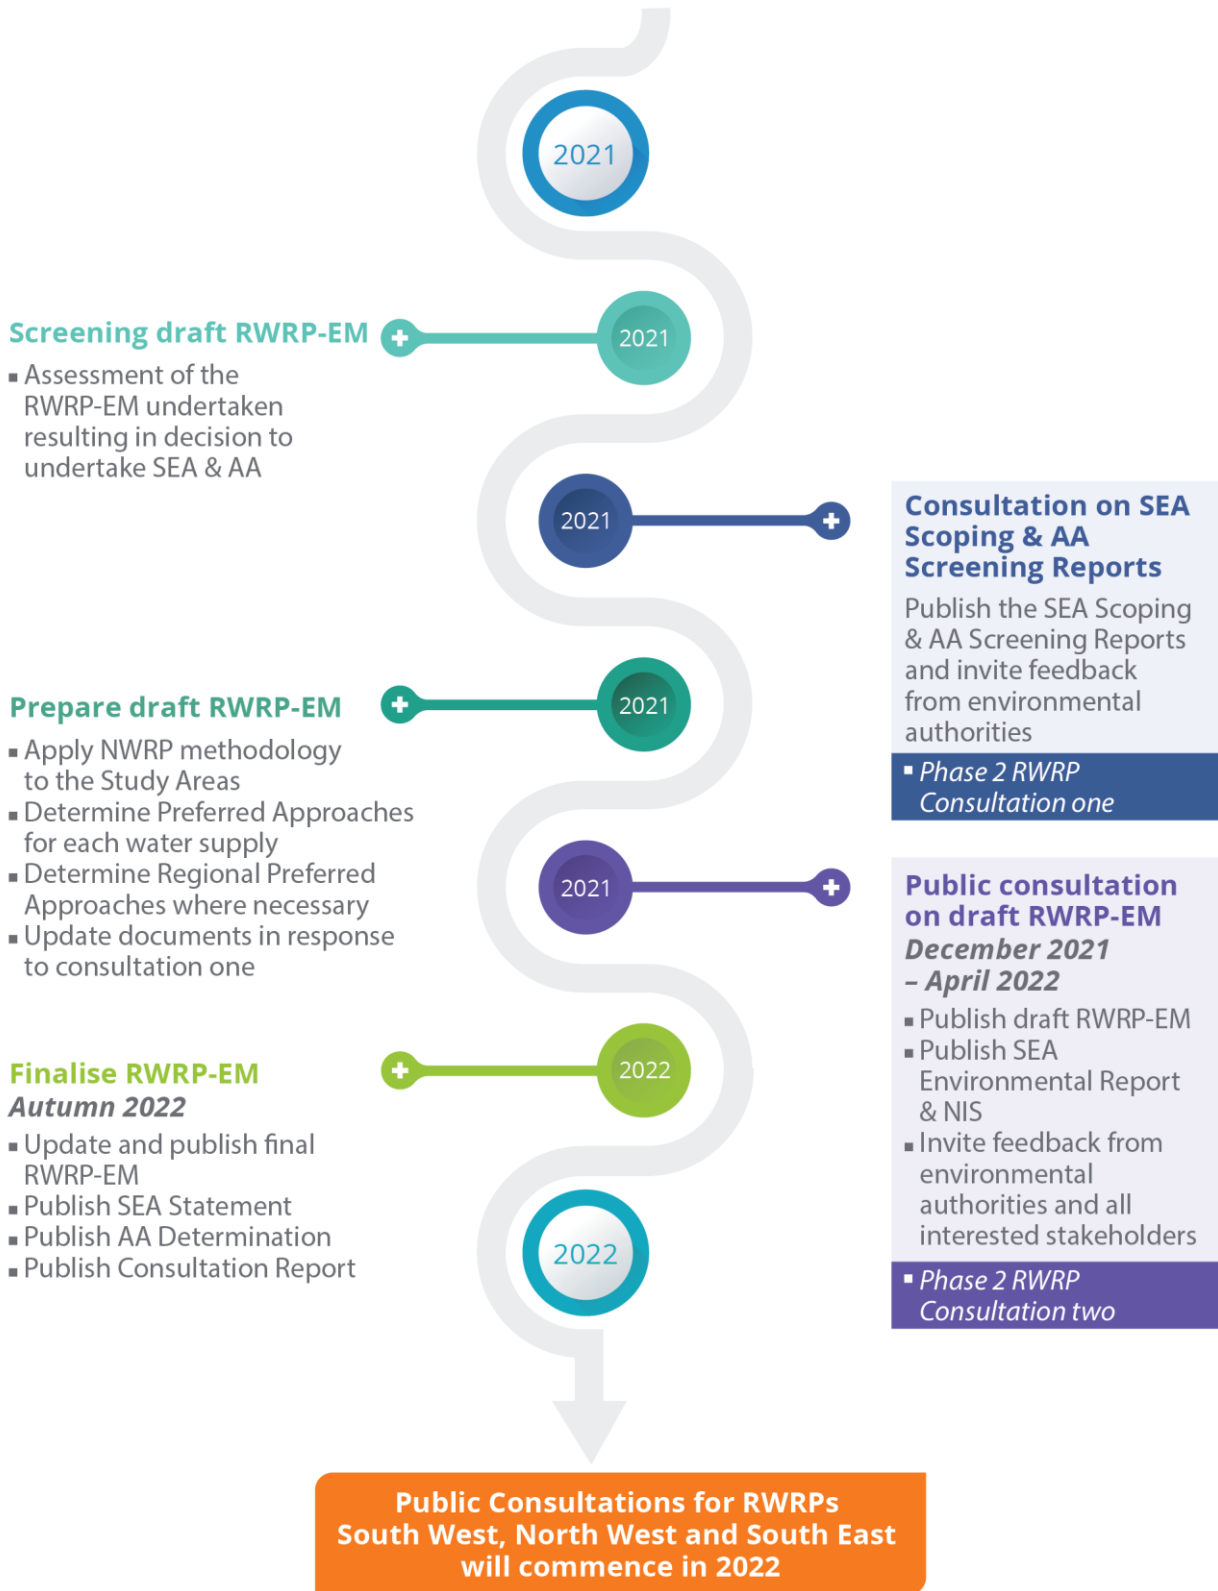 2021
Screening draft RWRP-EM
▪ Assessment of the
RWRP-EM undertaken
resulting in decision to
undertake SEA & AA
2021
2021
Consultation on SEA
Scoping & AA
Screening Reports
Publish the SEA Scoping
& AA Screening Reports
and invite feedback
from environmental
authorities
▪ Phase 2 RWRP
Consultation one
Prepare draft RWRP-EM
▪ Apply NWRP methodology
to the Study Areas
▪ Determine Preferred Approaches
for each water supply
▪ Determine Regional Preferred
Approaches where necessary
▪ Update documents in response
to consultation one
2021
2021
Public consultation
on draft RWRP-EM
December 2021
– April 2022
▪ Publish draft RWRP-EM
▪ Publish SEA
Environmental Report
& NIS
▪ Invite feedback from
environmental
authorities and all
interested stakeholders
▪ Phase 2 RWRP
Consultation two
Finalise RWRP-EM
Autumn 2022
▪ Update and publish final
RWRP-EM
▪ Publish SEA Statement
▪ Publish AA Determination
▪ Publish Consultation Report
2022
2022
Public Consultations for RWRPs
South West, North West and South East
will commence in 2022